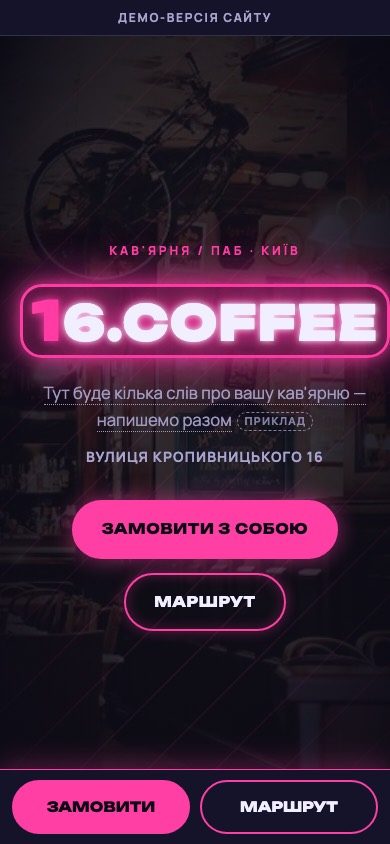 ДЕМО-ВЕРСІЯ САЙТУ
КАВ'ЯРНЯ / ПАБ · КИЇВ
16.COFFEE
Тут буде кілька слів про вашу кав'ярню —
напишемо разом ПРИКЛАД
ВУЛИЦЯ КРОПИВНИЦЬКОГО 16
ЗАМОВИТИ З СОБОЮ
МАРШРУТ
ЗАМОВИТИ МАРШРУТ